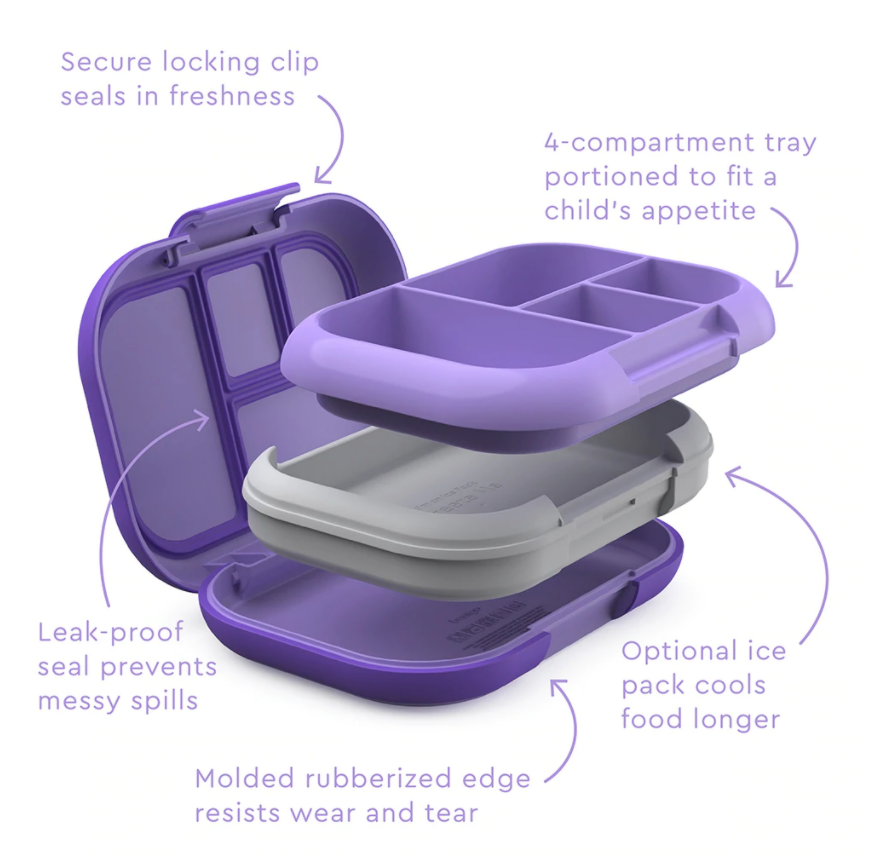 Secure locking clip
seals in freshness
4-compartment tray
portioned to fit a
child's appetite
Leak-proof
seal prevents
messy spills
Optional ice
pack cools
food longer
Molded rubberized edge
resists wear and tear